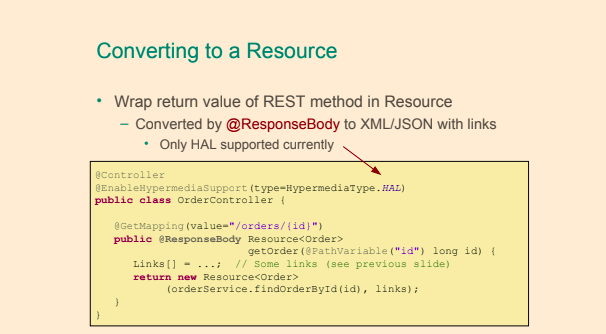 Converting to a Resource
• Wrap return value of REST method in Resource
– Converted by @ResponseBody to XML/JSON with links
• Only HAL supported currently
@Controller
@EnableHypermediaSupport(type=HypermediaType.HAL)
public class OrderController {
@GetMapping(value="/orders/{id}")
public @ResponseBody Resource<Order>
getOrder(@PathVariable("id") long id) {
Links[] = ...; // Some links (see previous slide)
return new Resource<Order>
(orderService.findOrderById(id), links);
}
}